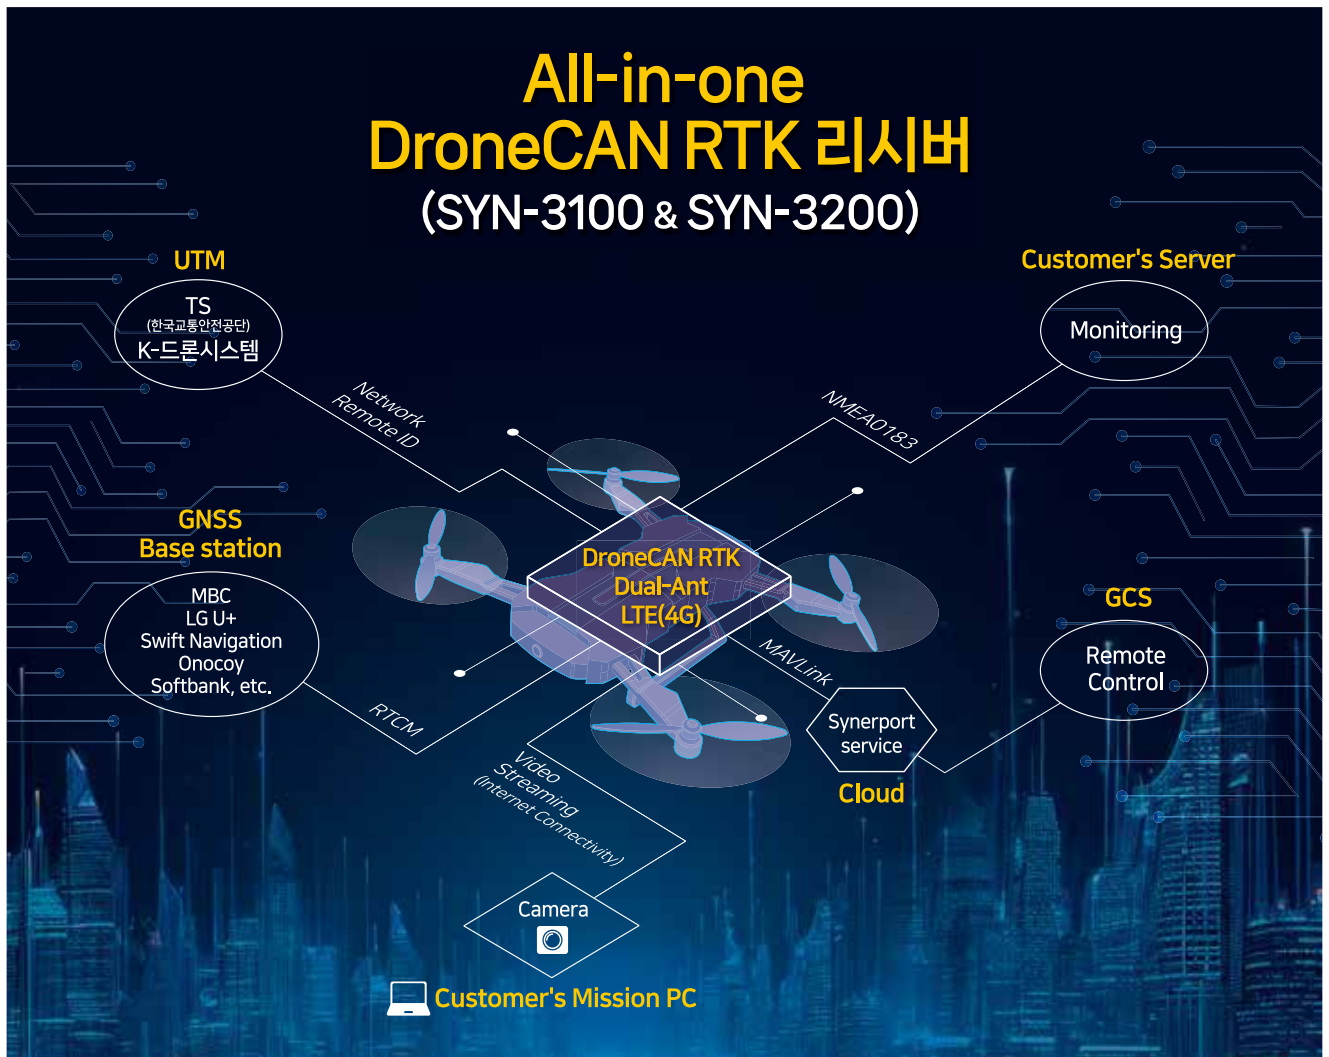 All-in-one
DroneCAN RTK 리시버
(SYN-3100 & SYN-3200)
UTM
TS
(한국교통안전공단)
K-드론시스템
Network
Remote ID
Customer's Server
Monitoring
NMEA0183
GNSS
Base station
MBC
LG U+
Swift Navigation
Onocoy
Softbank, etc.
RTCM
DroneCAN RTK
Dual-Ant
LTE(4G)
MAVLink
GCS
Remote
Control
Synerport
service
Cloud
Video
Streaming
(Internet Connectivity)
Camera
Customer's Mission PC